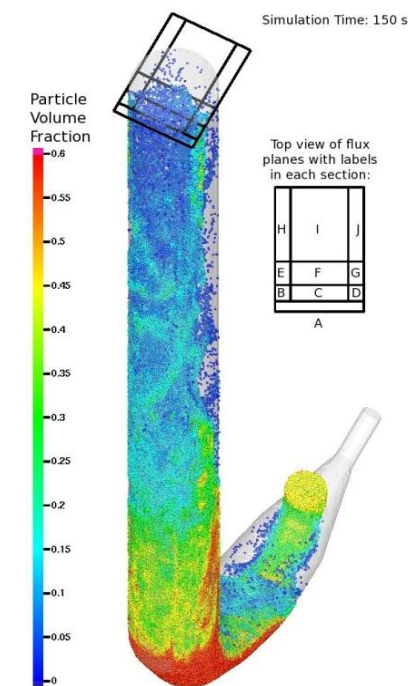 Simulation Time: 150 s
Particle
Volume
Fraction
0.6
0.55
0.5
0.45
0.4
0.35
0.3
0.25
0.2
0.15
0.1
0.05
0
Top view of flux
planes with labels
in each section:
H I J
E F G
B C D
A